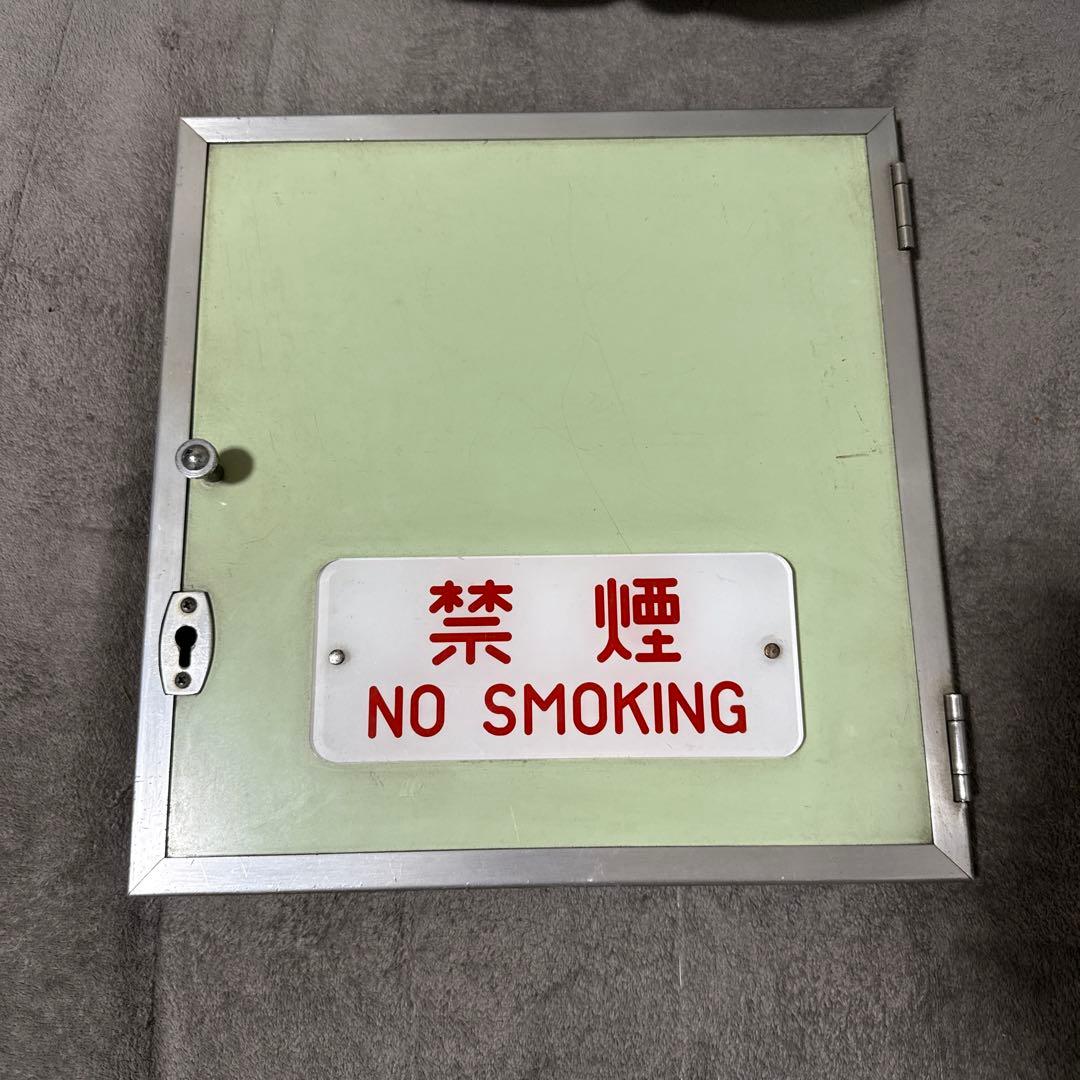 禁 煙
NO SMOKING